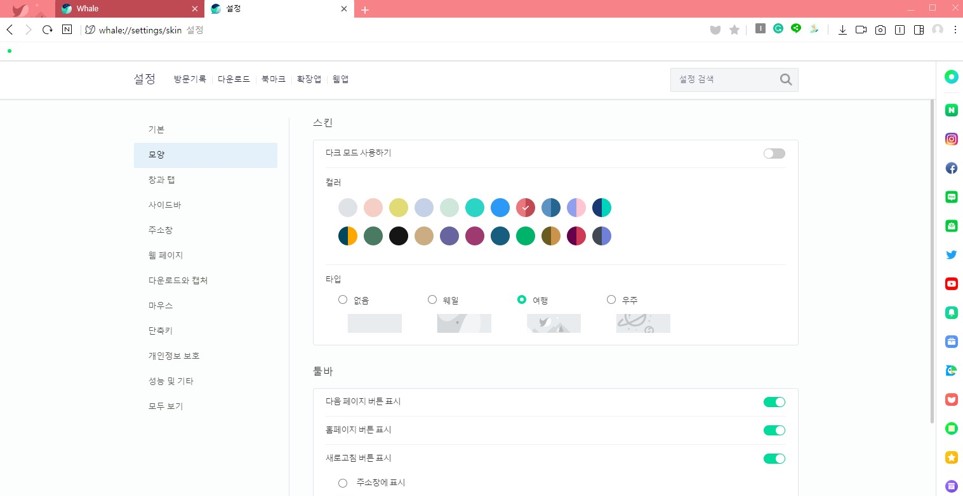 Whale
설정
whale://settings/skin 설정
설정 방문기록 다운로드 북마크 확장앱 웹앱
설정 검색
기본
모양
창과 탭
사이드바
주소창
웹 페이지
다운로드와 캡처
마우스
단축키
개인정보 보호
성능 및 기타
모두 보기
스킨
다크 모드 사용하기
컬러
타입
없음
웨일
여행
우주
툴바
다음 페이지 버튼 표시
홈페이지 버튼 표시
새로고침 버튼 표시
주소창에 표시